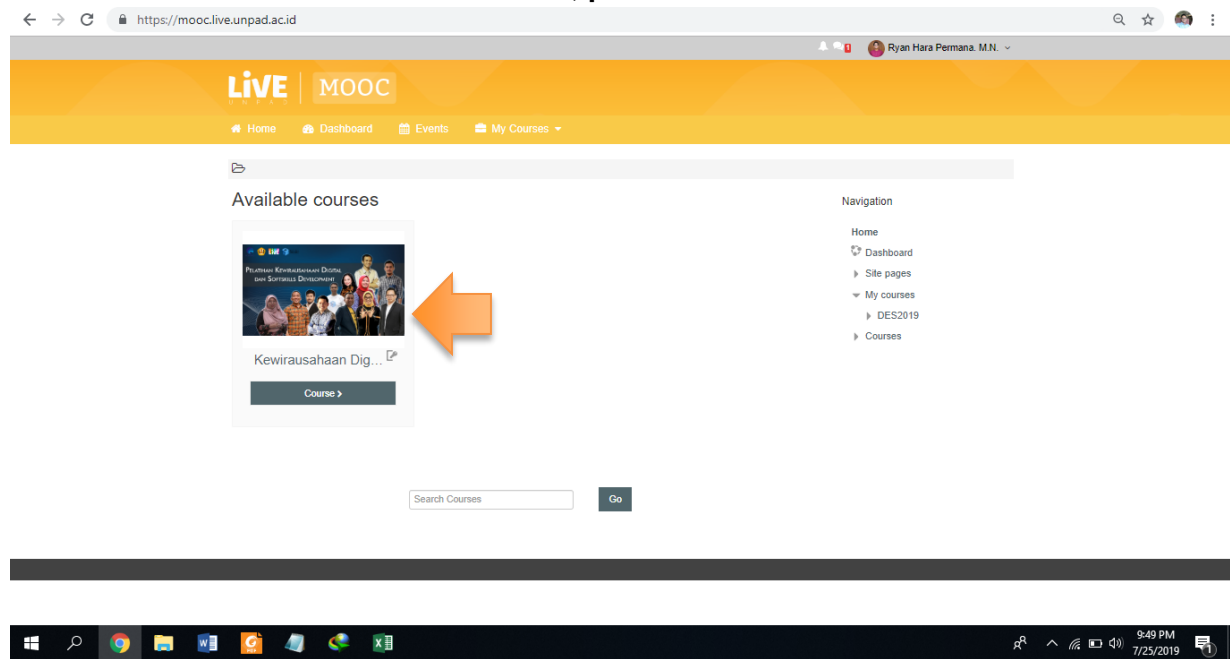 https://mooc.live.unpad.ac.id
1 Ryan Hara Permana. M.N.
LiVE MOOC
UNPAD
Home Dashboard Events My Courses
Available courses
PELATIHAN KEWIRAUSAHAAN DIGITAL
DAN SOFTSKILLS DEVELOPMENT
Kewirausahaan Dig...
Course
Navigation
Home
Dashboard
Site pages
My courses
DES2019
Courses
Search Courses Go
9:49 PM
7/25/2019
1